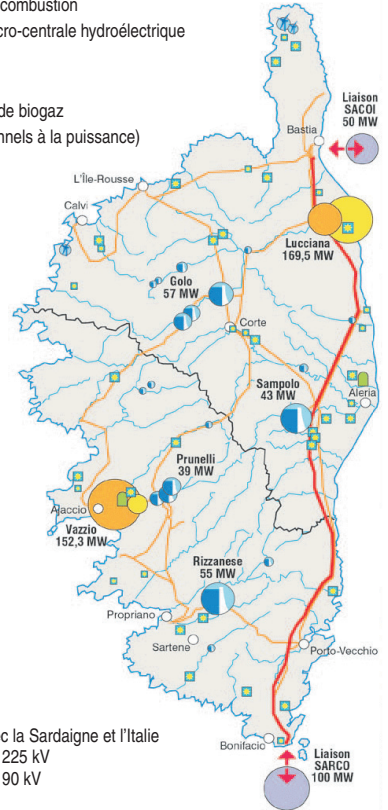 combustion
cro-centrale hydroélectrique
de biogaz
nnels à la puissance)
Liaison
SACOI
50 MW
Bastia
L'Île-Rousse
Calvi
Lucciana
169,5 MW
Golo
57 MW
Corte
Sampolo
43 MW
Aleria
Prunelli
39 MW
Ajaccio
Vazzio
152,3 MW
Rizzanese
55 MW
Propriano
Sartene
Porto-Vecchio
ec la Sardaigne et l'Italie
225 kV
90 kV
Bonifacio
Liaison
SARCO
100 MW